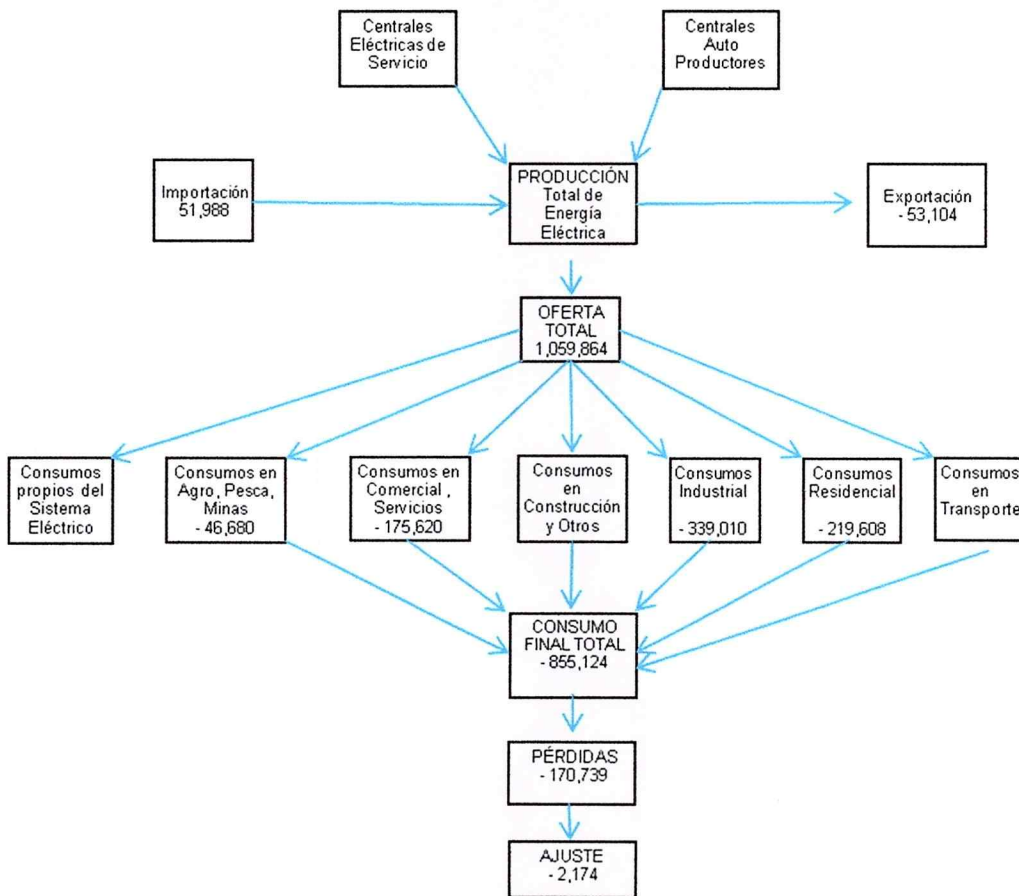 Centrales
Eléctricas de
Servicio
Centrales
Auto
Productores
Importación
51,988
PRODUCCIÓN
Total de
Energía
Eléctrica
Exportación
- 53,104
OFERTA
TOTAL
1,059,864
Consumos
propios del
Sistema
Eléctrico
Consumos en
Agro, Pesca,
Minas
- 46,680
Consumos en
Comercial,
Servicios
- 175,620
Consumos
en
Construcción
y Otros
Consumos
Industrial
- 339,010
Consumos
Residencial
- 219,608
Consumos
en
Transporte
CONSUMO
FINAL TOTAL
- 855,124
PÉRDIDAS
- 170,739
AJUSTE
- 2,174